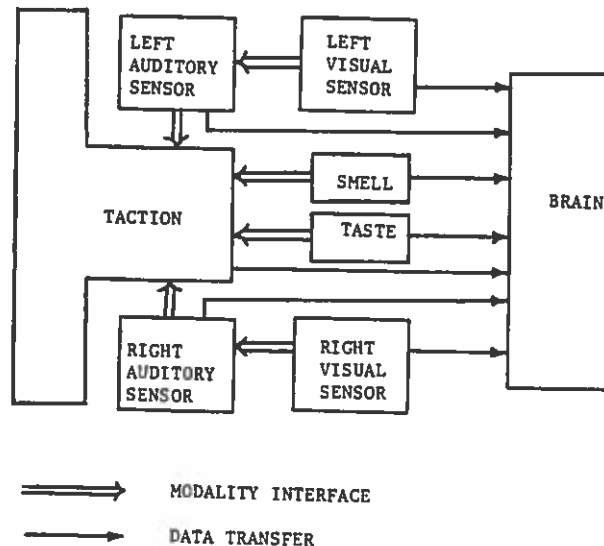 LEFT
AUDITORY
SENSOR
LEFT
VISUAL
SENSOR
SMELL
TASTE
TACTION
BRAIN
RIGHT
AUDITORY
SENSOR
RIGHT
VISUAL
SENSOR
MODALITY INTERFACE
DATA TRANSFER